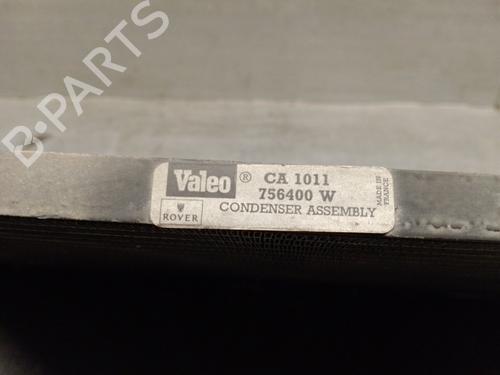 B-PARTS
Valeo ® CA 1011
756400 W
ROVER CONDENSER ASSEMBLY
MADE IN
FRANCE